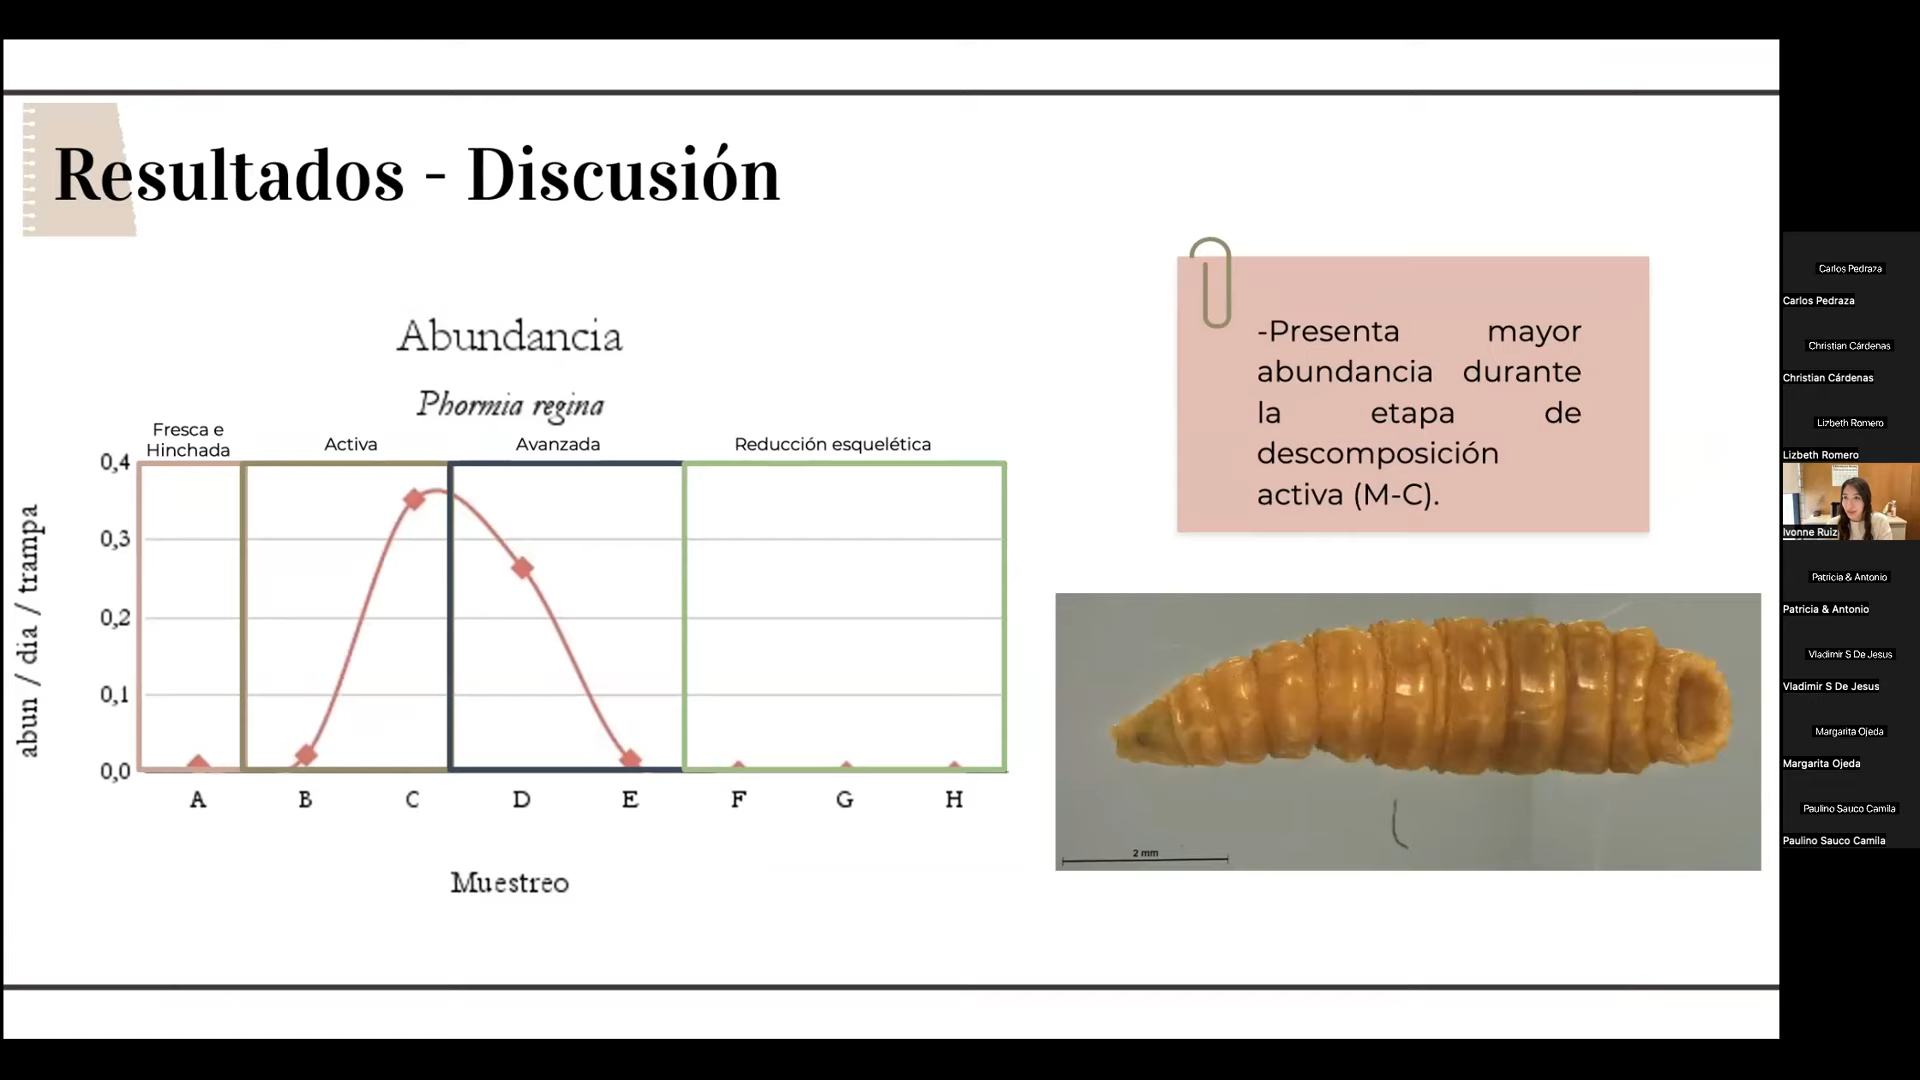 Resultados - Discusión
Abundancia
Phormia regina
Fresca e
Hinchada
Activa
Avanzada
Reducción esquelética
0,4
0,3
0,2
0,1
0,0
abun / dia / trampa
A B C D E F G H
Muestreo
-Presenta mayor
abundancia durante
la etapa de
descomposición
activa (M-C).
2 mm
Carlos Pedraza
Carlos Pedraza
Christian Cárdenas
Christian Cárdenas
Lizbeth Romero
Lizbeth Romero
Ivonne Ruiz
Patricia & Antonio
Patricia & Antonio
Vladimir S De Jesus
Vladimir S De Jesus
Margarita Ojeda
Margarita Ojeda
Paulino Sauco Camila
Paulino Sauco Camila